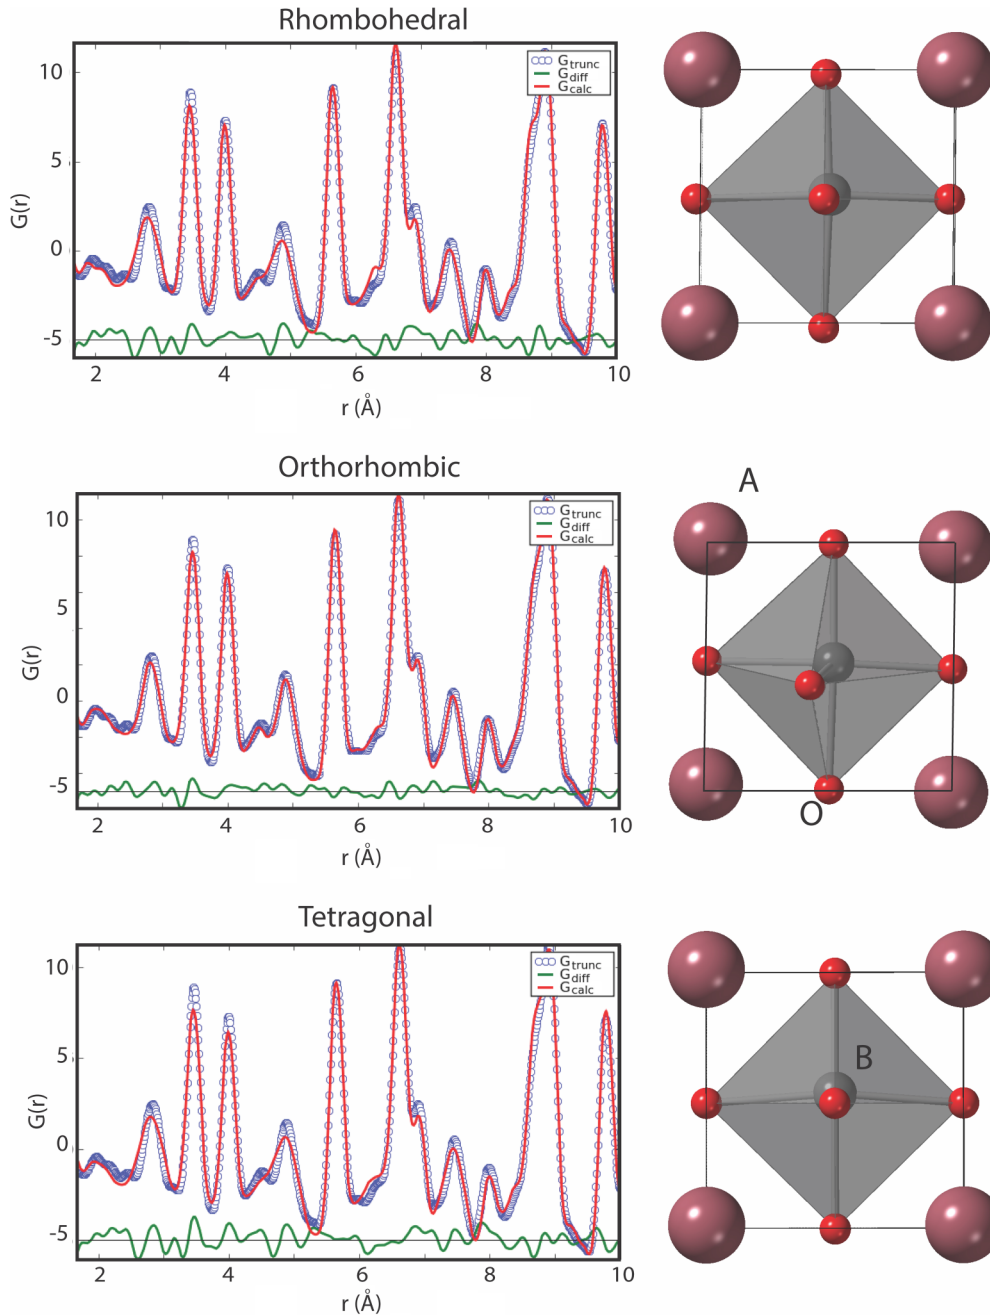 Rhombohedral
10
5
0
-5
G(r)
Gtrunc
Gdiff
Gcalc
2 4 6 8 10
r (Å)
Orthorhombic
10
5
0
-5
G(r)
Gtrunc
Gdiff
Gcalc
2 4 6 8 10
r (Å)
A
O
Tetragonal
10
5
0
-5
G(r)
Gtrunc
Gdiff
Gcalc
2 4 6 8 10
r (Å)
B